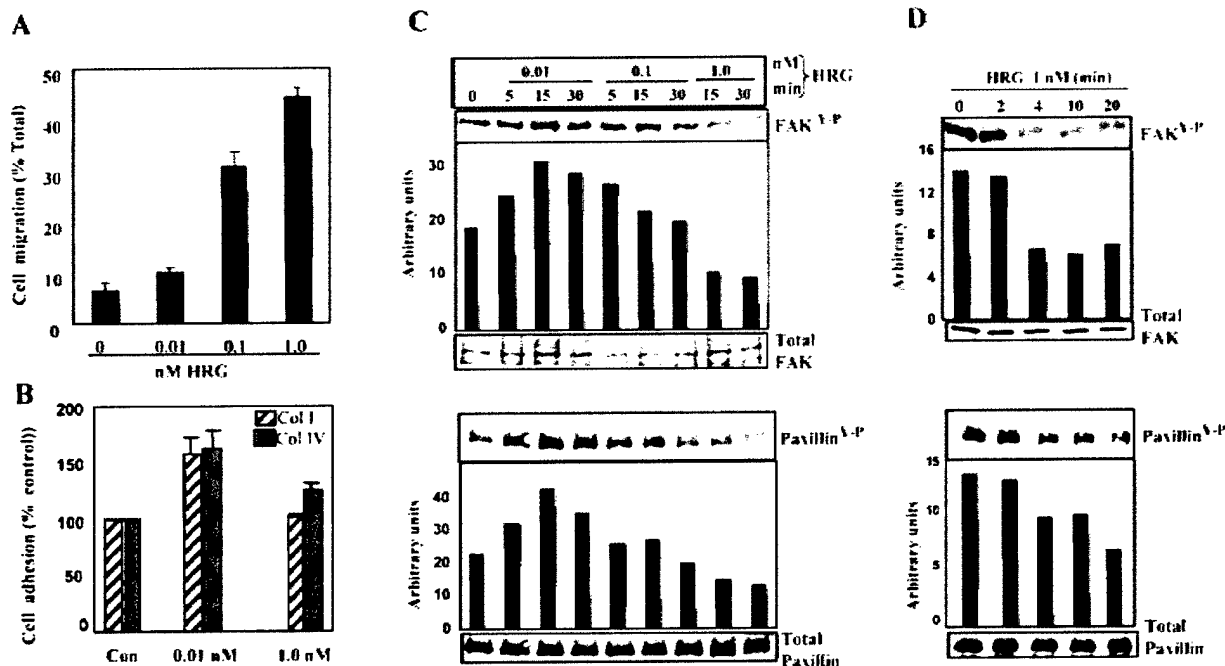 A
Cell migration (% Total)
50
40
30
20
10
0
0 0.01 0.1 1.0
nM HRG
B
Cell adhesion (% control))
200
150
100
50
0
Col I
Col IV
Con 0.01 nM 1.0 nM
C
0.01 0.1 1.0 nM
HRG
0 5 15 30 5 15 30 15 30 min
FAK Y-P
Arbitrary units
30
20
10
0
Total
FAK
Paxillin Y-P
Arbitrary units
40
30
20
10
0
Total
Paxillin
D
HRG 1 nM (min)
0 2 4 10 20
FAK Y-P
Arbitrary units
16
12
8
4
0
Total
FAK
Paxillin Y-P
Arbitrary units
15
10
5
0
Total
Paxillin